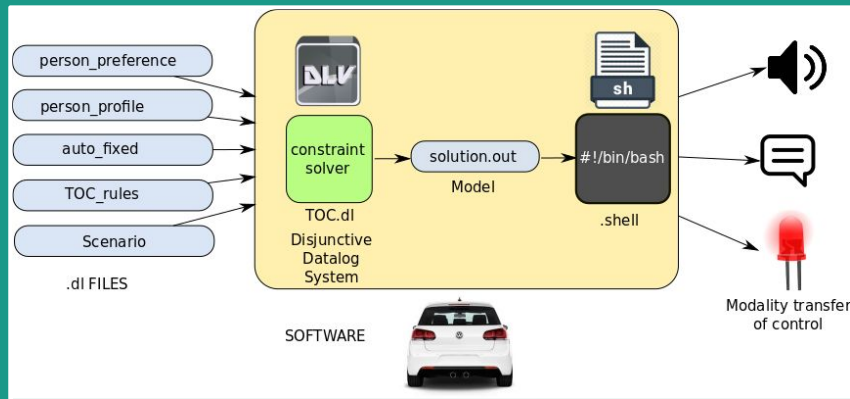 person_preference
person_profile
auto_fixed
TOC_rules
Scenario
.dl FILES
DLV
constraint
solver
TOC.dl
Disjunctive
Datalog
System
solution.out
Model
sh
#!/bin/bash
.shell
Modality transfer
of control
SOFTWARE